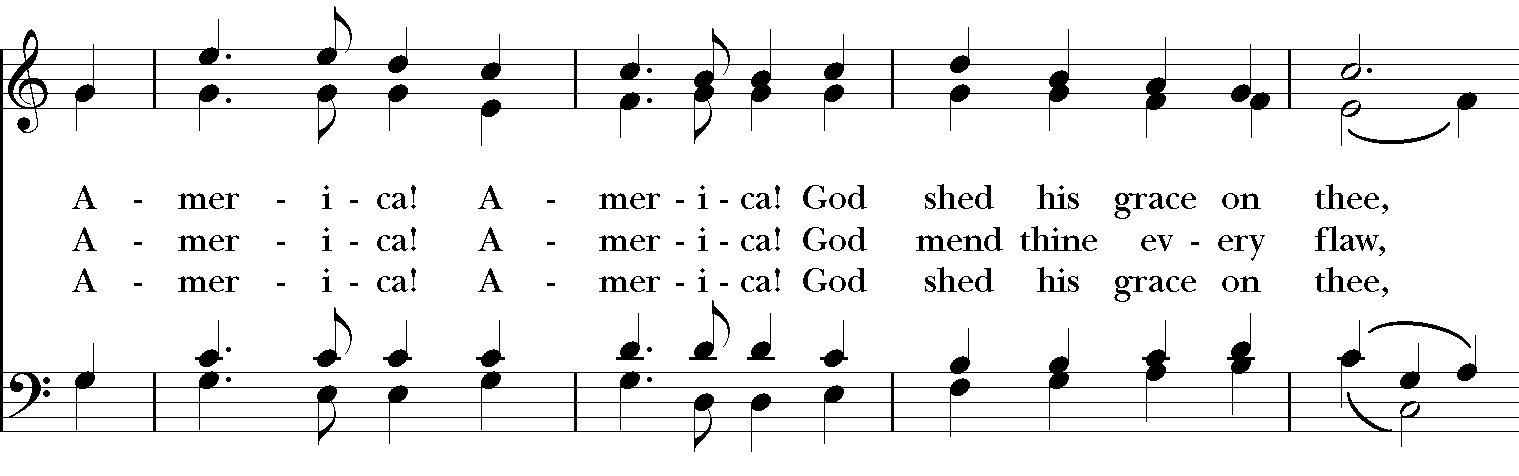 A - mer - i - ca! A - mer - i - ca! God shed his grace on thee,
A - mer - i - ca! A - mer - i - ca! God mend thine ev - ery flaw,
A - mer - i - ca! A - mer - i - ca! God shed his grace on thee,